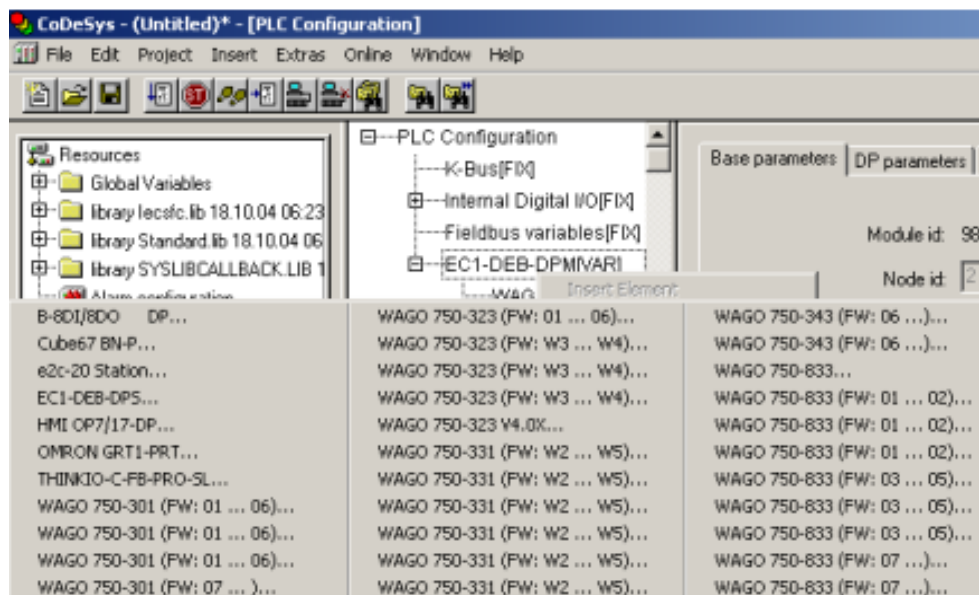 CoDeSys - (Untitled)* - [PLC Configuration]
File Edit Project Insert Extras Online Window Help
Resources
Global Variables
library Iecsfc.lib 18.10.04 06:23
library Standard.lib 18.10.04 06
library SYSLIBCALLBACK.LIB 1
Alarm configuration
PLC Configuration
K-Bus[FIX]
Internal Digital I/O[FIX]
Fieldbus variables[FIX]
EC1-DEB-DPM[VAR]
WAG
Insert Element
Base parameters
DP parameters
Module id: 98
Node id: 2
B-8DI/8DO DP...
Cube67 BN-P...
e2c-20 Station...
EC1-DEB-DPS...
HMI OP7/17-DP...
OMRON GRT1-PRT...
THINKIO-C-FB-PRO-SL...
WAGO 750-301 (FW: 01 ... 06)...
WAGO 750-301 (FW: 01 ... 06)...
WAGO 750-301 (FW: 01 ... 06)...
WAGO 750-301 (FW: 07 ... )...
WAGO 750-323 (FW: 01 ... 06)...
WAGO 750-323 (FW: W3 ... W4)...
WAGO 750-323 (FW: W3 ... W4)...
WAGO 750-323 (FW: W3 ... W4)...
WAGO 750-323 V4.0X...
WAGO 750-331 (FW: W2 ... W5)...
WAGO 750-331 (FW: W2 ... W5)...
WAGO 750-331 (FW: W2 ... W5)...
WAGO 750-331 (FW: W2 ... W5)...
WAGO 750-331 (FW: W2 ... W5)...
WAGO 750-331 (FW: W2 ... W5)...
WAGO 750-343 (FW: 06 ...)...
WAGO 750-343 (FW: 06 ...)...
WAGO 750-833...
WAGO 750-833 (FW: 01 ... 02)...
WAGO 750-833 (FW: 01 ... 02)...
WAGO 750-833 (FW: 01 ... 02)...
WAGO 750-833 (FW: 03 ... 05)...
WAGO 750-833 (FW: 03 ... 05)...
WAGO 750-833 (FW: 03 ... 05)...
WAGO 750-833 (FW: 07 ...)...
WAGO 750-833 (FW: 07 ...)...